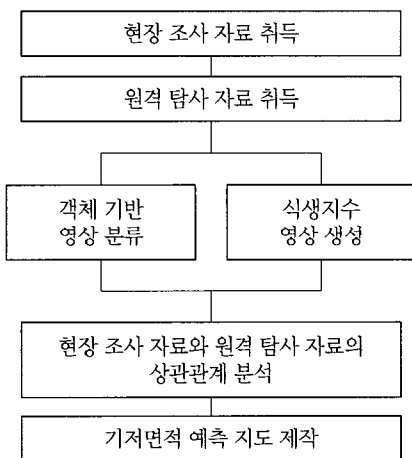 현장 조사 자료 취득
원격 탐사 자료 취득
객체 기반
영상 분류
식생지수
영상 생성
현장 조사 자료와 원격 탐사 자료의
상관관계 분석
기저면적 예측 지도 제작